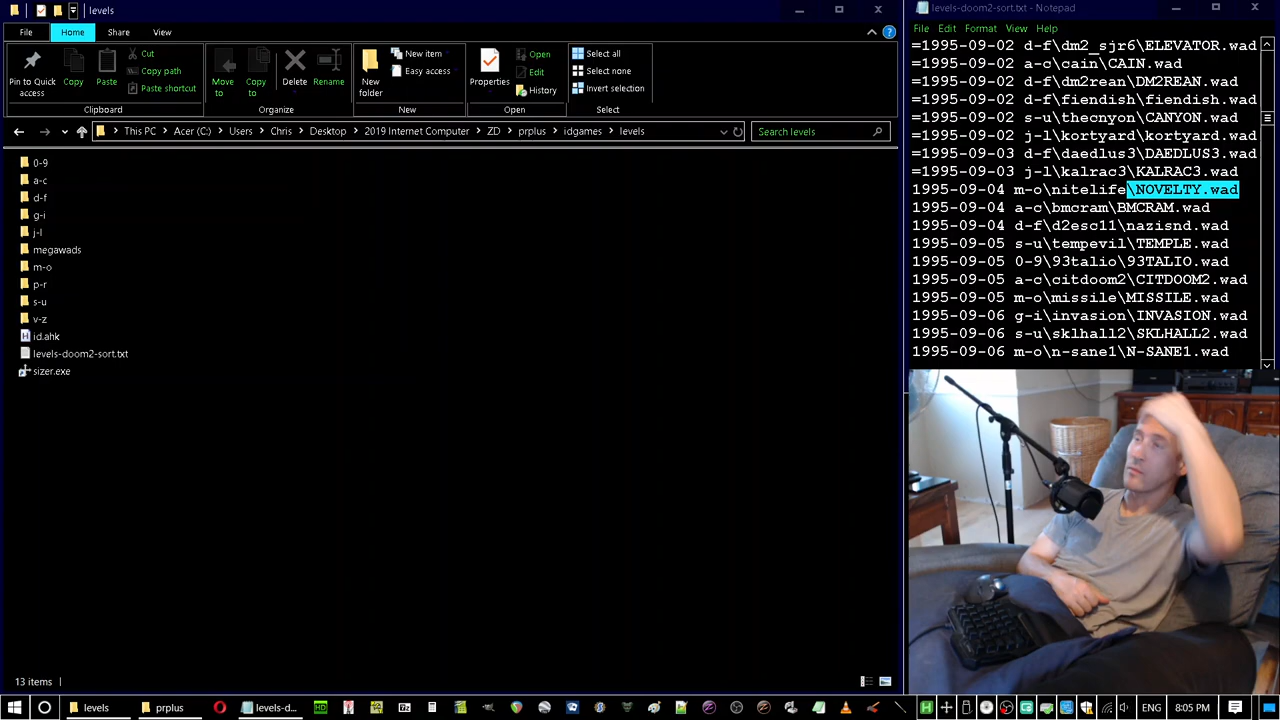 levels
File Home Share View
Pin to Quick access
Copy
Paste
Cut
Copy path
Paste shortcut
Clipboard
Move to
Copy to
Delete
Rename
Organize
New folder
New item
Easy access
New
Properties
Open
Edit
History
Open
Select all
Select none
Invert selection
Select
This PC > Acer (C:) > Users > Chris > Desktop > 2019 Internet Computer > ZD > prplus > idgames > levels
Search levels
0-9
a-c
d-f
g-i
j-l
megawads
m-o
p-r
s-u
v-z
id.ahk
levels-doom2-sort.txt
sizer.exe
13 items
levels-doom2-sort.txt - Notepad
File Edit Format View Help
=1995-09-02 d-f\dm2_sjr6\ELEVATOR.wad
=1995-09-02 a-c\cain\CAIN.wad
=1995-09-02 d-f\dm2rean\DM2REAN.wad
=1995-09-02 d-f\fiendish\fiendish.wad
=1995-09-02 s-u\thecnyon\CANYON.wad
=1995-09-02 j-l\kortyard\kortyard.wad
=1995-09-03 d-f\daedlus3\DAEDLUS3.wad
=1995-09-03 j-l\kalrac3\KALRAC3.wad
1995-09-04 m-o\nitelife\NOVELTY.wad
1995-09-04 a-c\bmcram\BMCRAM.wad
1995-09-04 d-f\d2esc11\nazisnd.wad
1995-09-05 s-u\tempevil\TEMPLE.wad
1995-09-05 0-9\93talio\93TALIO.wad
1995-09-05 a-c\citdoom2\CITDOOM2.wad
1995-09-05 m-o\missile\MISSILE.wad
1995-09-06 g-i\invasion\INVASION.wad
1995-09-06 s-u\sklhall2\SKLHALL2.wad
1995-09-06 m-o\n-sane1\N-SANE1.wad
levels
prplus
levels-d...
ENG
8:05 PM